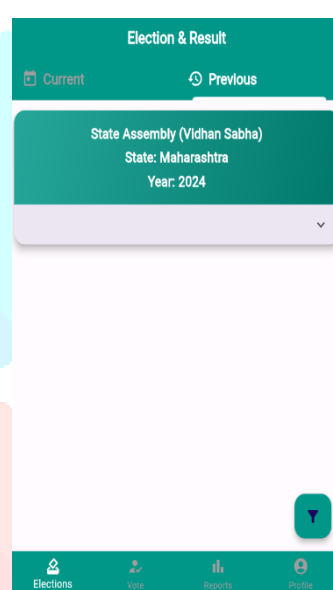 Election & Result
Current
Previous
State Assembly (Vidhan Sabha)
State: Maharashtra
Year: 2024
Elections
Vote
Reports
Profile